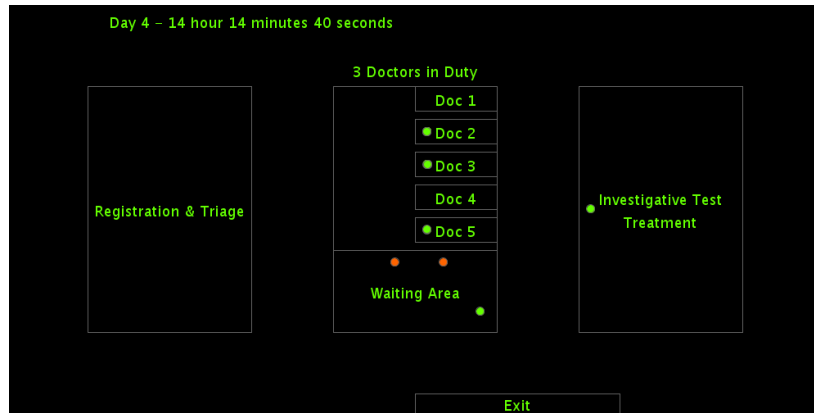 Day 4 - 14 hour 14 minutes 40 seconds
3 Doctors in Duty
Doc 1
Doc 2
Doc 3
Doc 4
Doc 5
Registration & Triage
Investigative Test
Treatment
Waiting Area
Exit